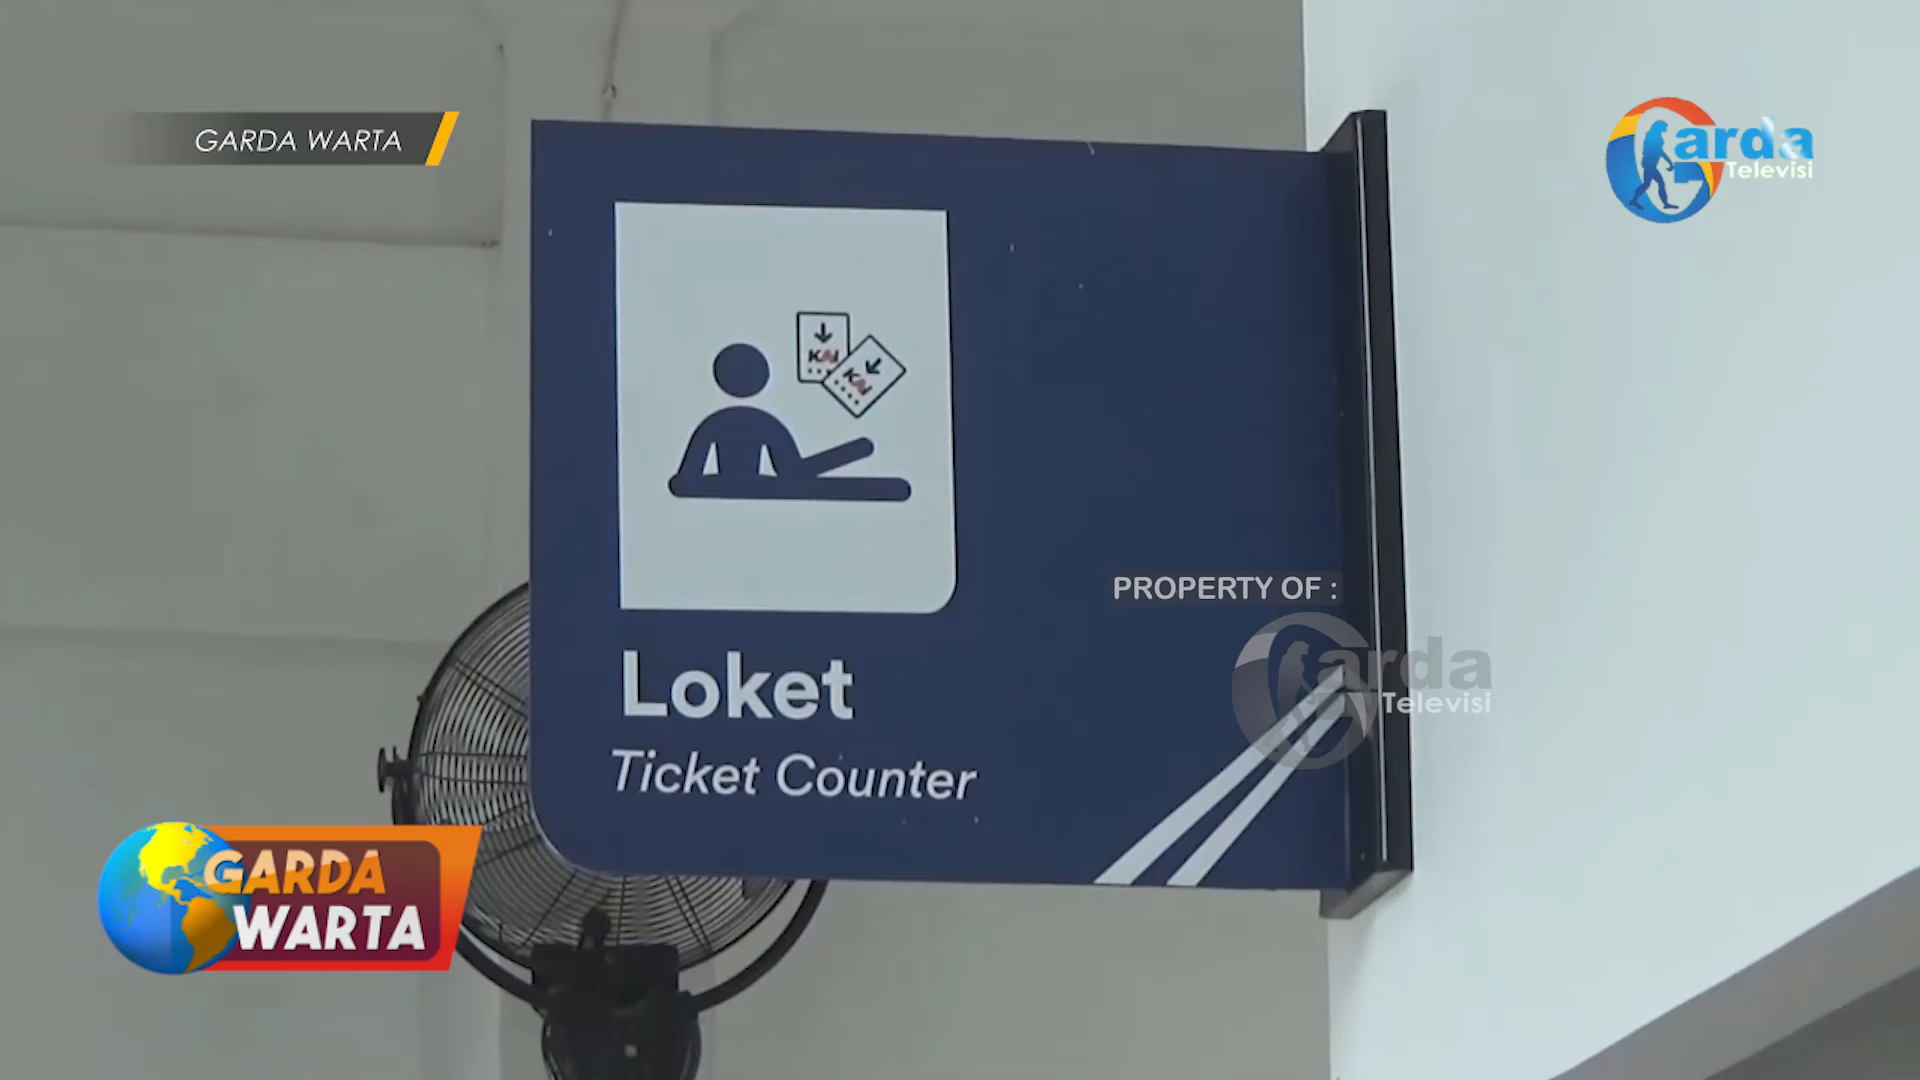 GARDA WARTA
Garda
Televisi
KAI
KAI
PROPERTY OF :
Garda
Televisi
Loket
Ticket Counter
GARDA
WARTA